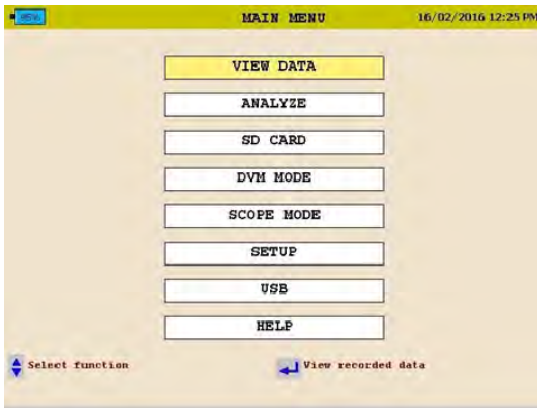 95% MAIN MENU 16/02/2016 12:25 PM
VIEW DATA
ANALYZE
SD CARD
DVM MODE
SCOPE MODE
SETUP
USB
HELP
Select function View recorded data